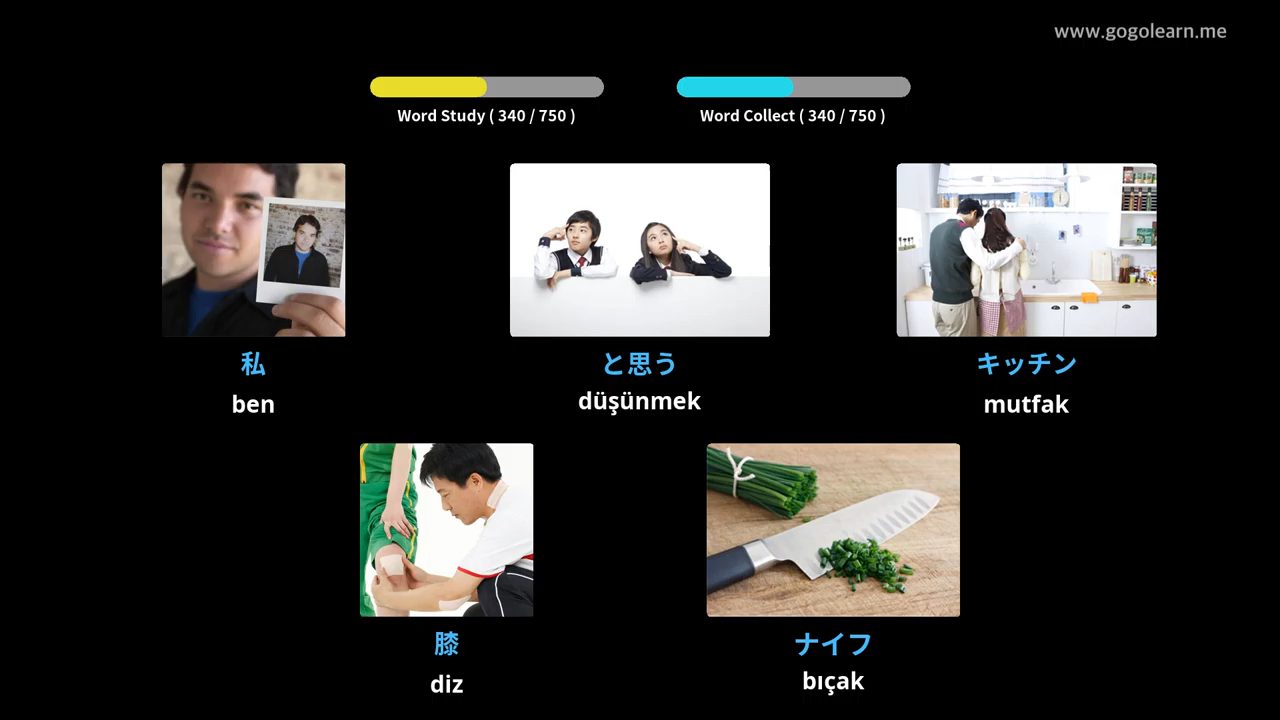 www.gogolearn.me
Word Study ( 340 / 750 )
Word Collect ( 340 / 750 )
私
ben
と思う
düşünmek
キッチン
mutfak
膝
diz
ナイフ
bıçak